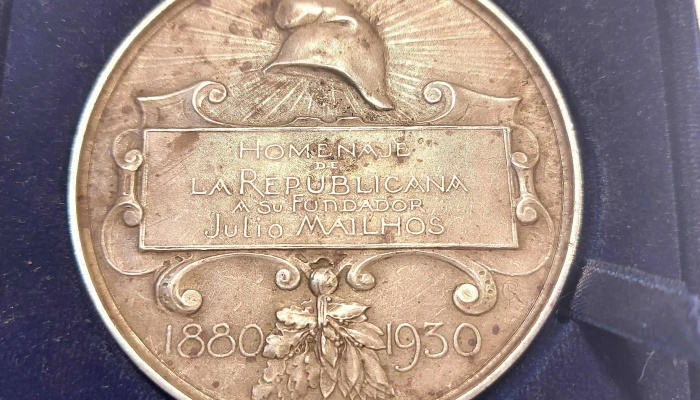 HOMENAJE
DE
LA REPUBLICANA
A SU FUNDADOR
Julio MAILHOS
1880 1930